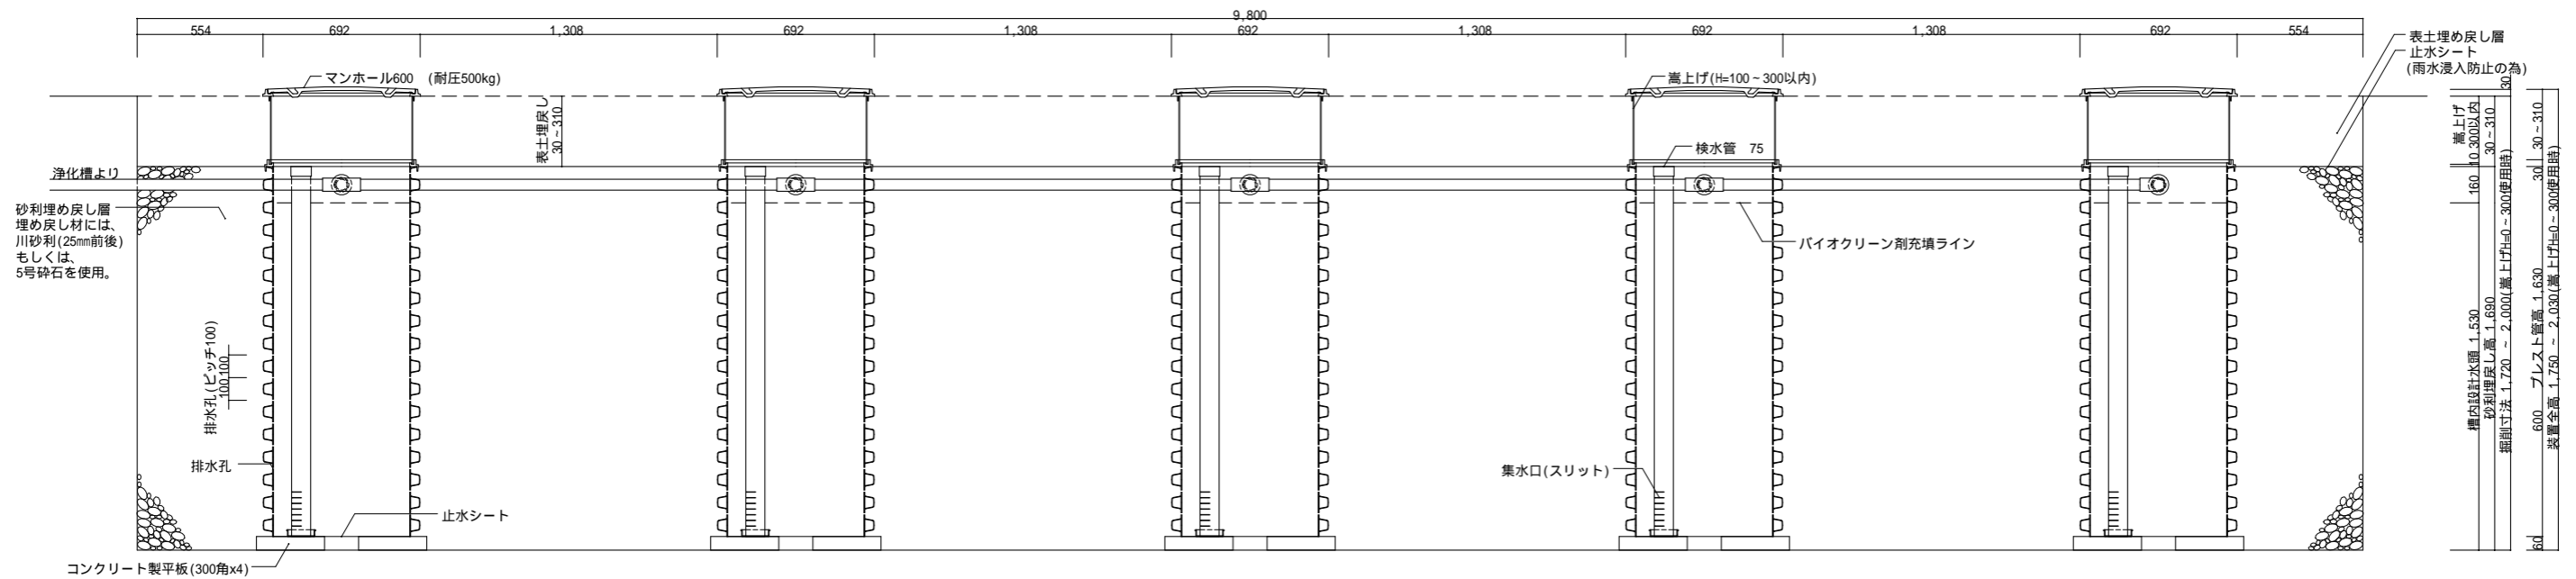 9,800
554
692
1,308
692
1,308
692
1,308
692
1,308
692
554
表土埋め戻し層
止水シート
(雨水浸入防止の為)
マンホール600 (耐圧500kg)
嵩上げ(H=100~300以内)
表土埋戻し
30~310
検水管 75
浄化槽より
砂利埋め戻し層
埋め戻し材には、
川砂利(25㎜前後)
もしくは、
5号砕石を使用。
バイオクリーン剤充填ライン
排水孔(ピッチ100)
100
100
排水孔
集水口(スリット)
止水シート
コンクリート製平板(300角x4)
嵩上げ
300以内
10
160
槽内設計水頭 1,530
30~310
砂利埋戻し高 1,690
30
掘削寸法 1,720 ~ 2,000(嵩上げH=0~300使用時)
30~310
30
600 プレスト管高 1,630
60
装置全高 1,750 ~ 2,030(嵩上げH=0~300使用時)